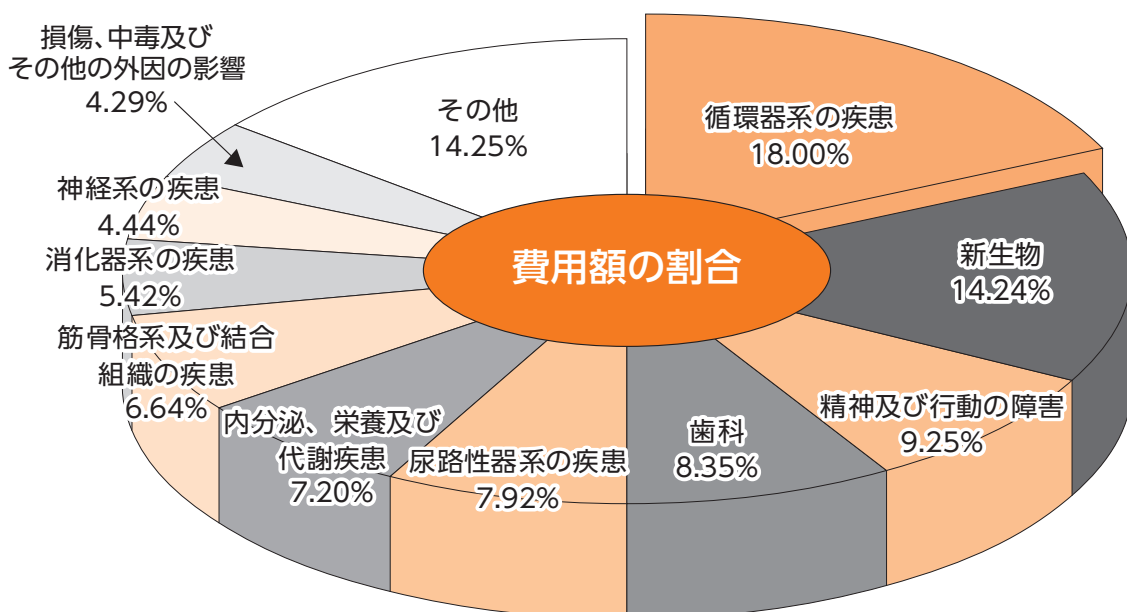 費用額の割合
循環器系の疾患
18.00%
新生物
14.24%
精神及び行動の障害
9.25%
歯科
8.35%
尿路性器系の疾患
7.92%
内分泌、栄養及び
代謝疾患
7.20%
筋骨格系及び結合
組織の疾患
6.64%
消化器系の疾患
5.42%
神経系の疾患
4.44%
損傷、中毒及び
その他の外因の影響
4.29%
その他
14.25%